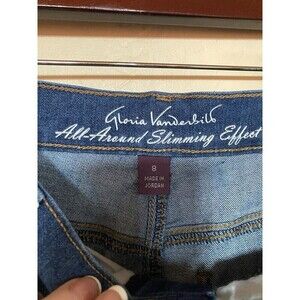 Gloria Vanderbilt
All-Around Slimming Effect
8
MADE IN
JORDAN